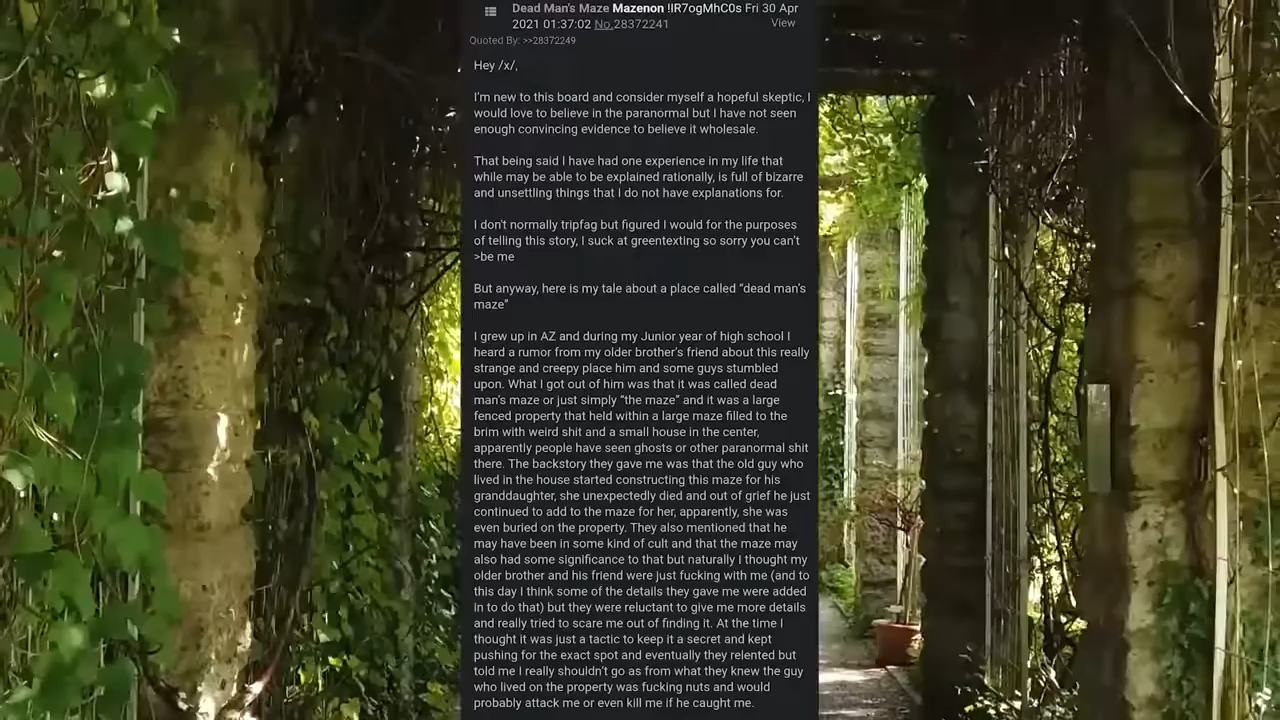 Dead Man's Maze Mazenon !IR7ogMhC0s Fri 30 Apr
2021 01:37:02 No.28372241 View
Quoted By: >>28372249
Hey /x/,
I'm new to this board and consider myself a hopeful skeptic, I
would love to believe in the paranormal but I have not seen
enough convincing evidence to believe it wholesale.
That being said I have had one experience in my life that
while may be able to be explained rationally, is full of bizarre
and unsettling things that I do not have explanations for.
I don't normally tripfag but figured I would for the purposes
of telling this story, I suck at greentexting so sorry you can't
>be me
But anyway, here is my tale about a place called “dead man's
maze”
I grew up in AZ and during my Junior year of high school I
heard a rumor from my older brother's friend about this really
strange and creepy place him and some guys stumbled
upon. What I got out of him was that it was called dead
man's maze or just simply “the maze” and it was a large
fenced property that held within a large maze filled to the
brim with weird shit and a small house in the center,
apparently people have seen ghosts or other paranormal shit
there. The backstory they gave me was that the old guy who
lived in the house started constructing this maze for his
granddaughter, she unexpectedly died and out of grief he just
continued to add to the maze for her, apparently, she was
even buried on the property. They also mentioned that he
may have been in some kind of cult and that the maze may
also had some significance to that but naturally I thought my
older brother and his friend were just fucking with me (and to
this day I think some of the details they gave me were added
in to do that) but they were reluctant to give me more details
and really tried to scare me out of finding it. At the time I
thought it was just a tactic to keep it a secret and kept
pushing for the exact spot and eventually they relented but
told me I really shouldn't go as from what they knew the guy
who lived on the property was fucking nuts and would
probably attack me or even kill me if he caught me.